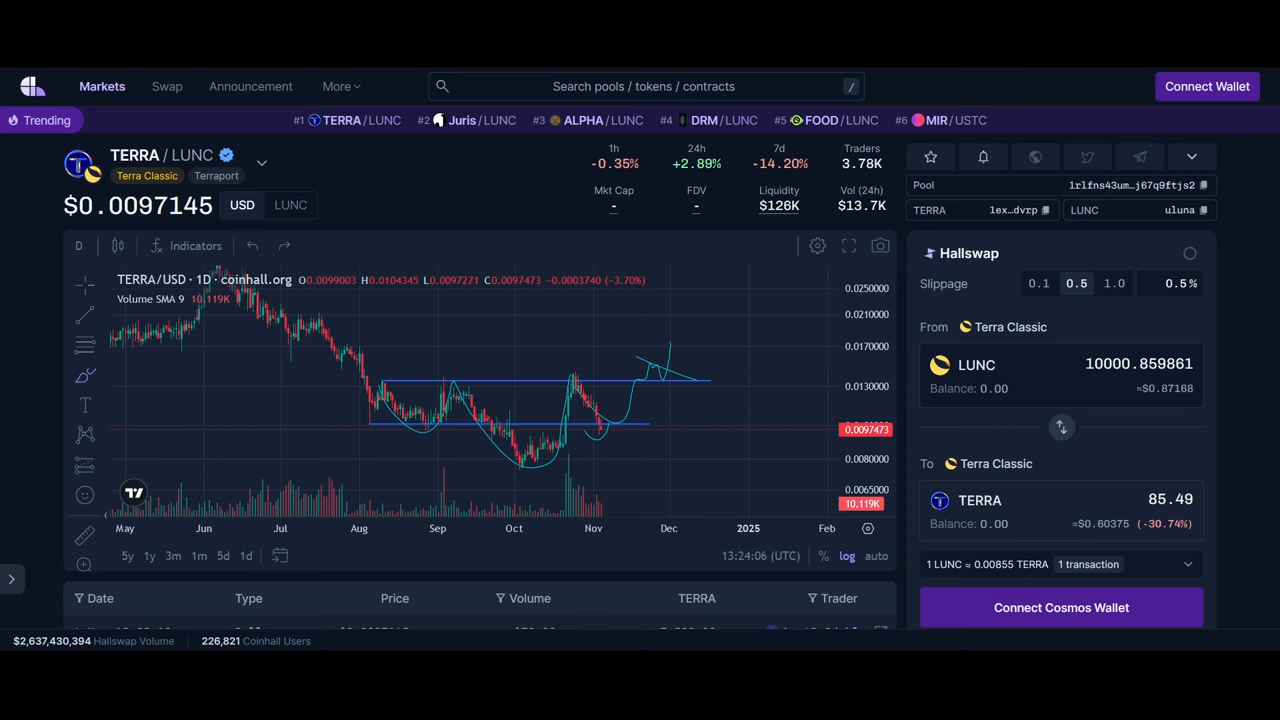 Markets Swap Announcement More Search pools / tokens / contracts / Connect Wallet
Trending #1 TERRA/LUNC #2 Juris/LUNC #3 ALPHA/LUNC #4 DRM/LUNC #5 FOOD/LUNC #6 MIR/USTC
TERRA / LUNC
Terra Classic Terraport
$0.0097145 USD LUNC
1h 24h 7d Traders
-0.35% +2.89% -14.20% 3.78K
Mkt Cap FDV Liquidity Vol (24h)
- - $126K $13.7K
Pool 1rlfns43um…j67q9ftjs2
TERRA 1ex…dvrp LUNC uluna
D Indicators
TERRA/USD · 1D · coinhall.org O0.0099003 H0.0104345 L0.0097271 C0.0097473 -0.0003740 (-3.70%)
Volume SMA 9 10.119K
0.0250000
0.0210000
0.0170000
0.0130000
0.0097473
0.0080000
0.0065000
10.119K
May Jun Jul Aug Sep Oct Nov Dec 2025 Feb
5y 1y 3m 1m 5d 1d 13:24:06 (UTC) % log auto
Date Type Price Volume TERRA Trader
Hallswap
Slippage 0.1 0.5 1.0 0.5%
From Terra Classic
LUNC 10000.859861
Balance: 0.00 ≈$0.87168
To Terra Classic
TERRA 85.49
Balance: 0.00 ≈$0.60375 (-30.74%)
1 LUNC ≈ 0.00855 TERRA 1 transaction
Connect Cosmos Wallet
$2,637,430,394 Hallswap Volume 226,821 Coinhall Users